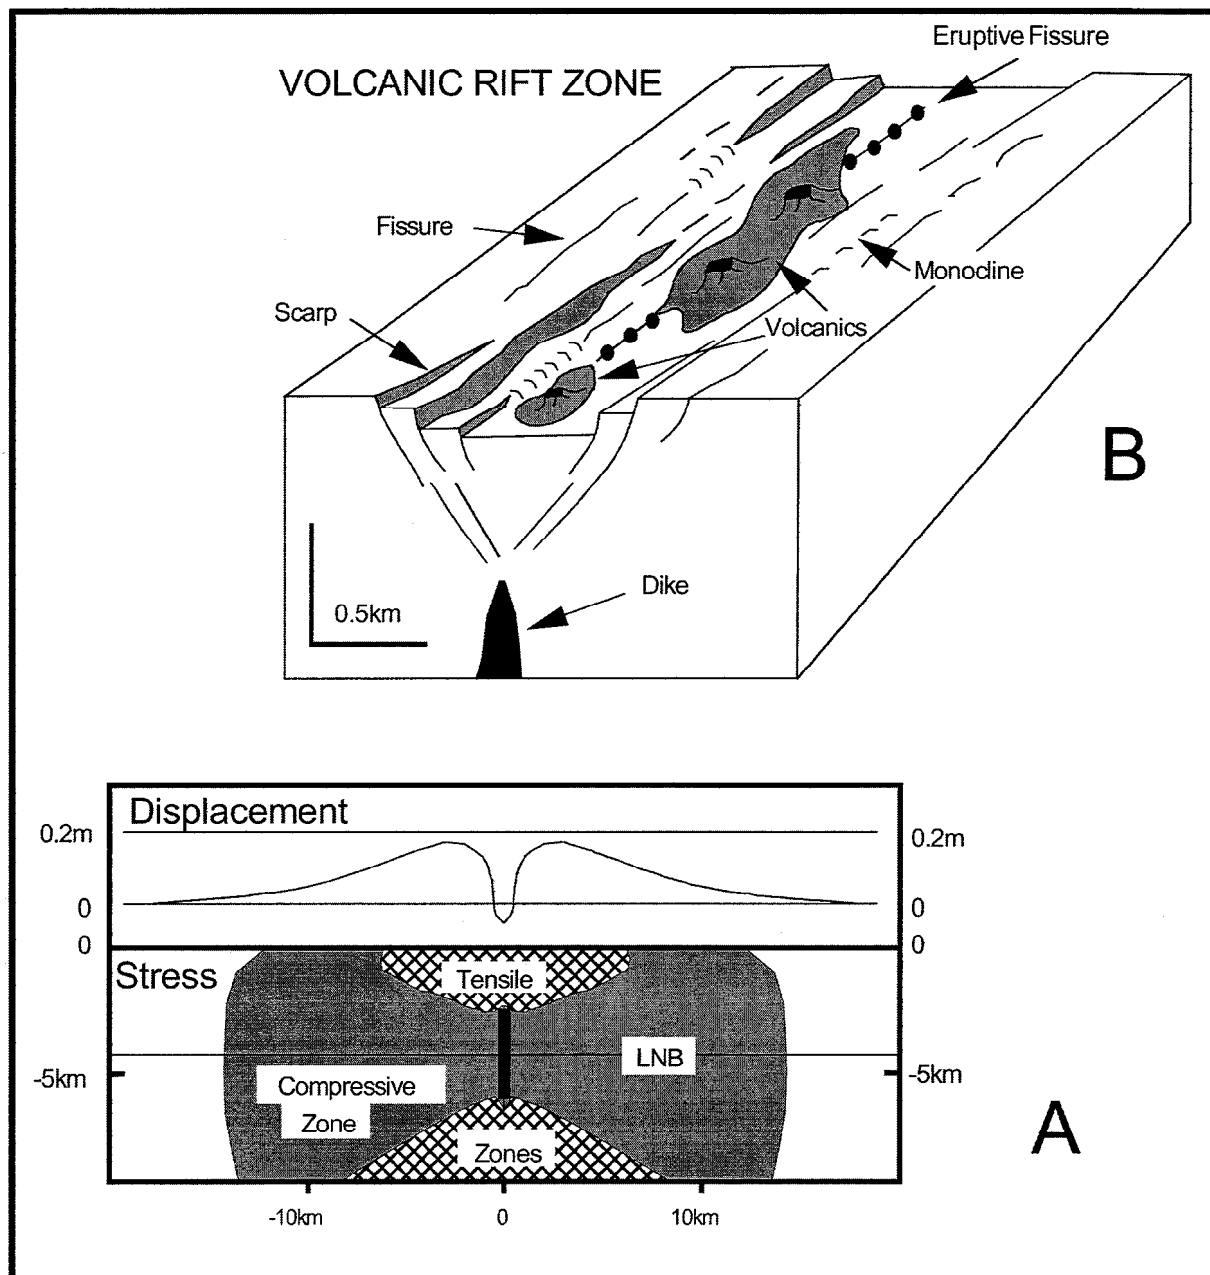 Eruptive Fissure
VOLCANIC RIFT ZONE
Fissure
Monocline
Scarp
Volcanics
B
Dike
0.5km
Displacement
0.2m
0.2m
0
0
0
0
Stress
Tensile
LNB
-5km
-5km
Compressive
Zone
Zones
A
-10km
0
10km